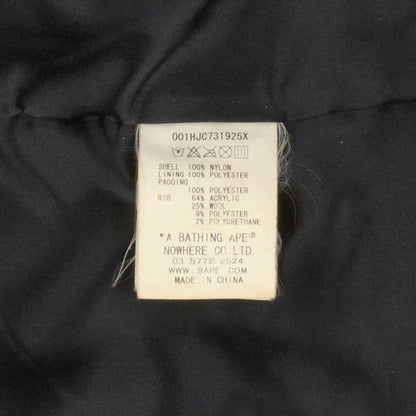 001HJC731925X
SHELL 100% NYLON
LINING 100% POLYESTER
PADDING
100% POLYESTER
RIB 64% ACRYLIC
25% WOOL
9% POLYESTER
2% POLYURETHANE
*A BATHING APE®
NOWHERE CO.LTD.
03(5772)2524
WWW.BAPE.COM
MADE IN CHINA